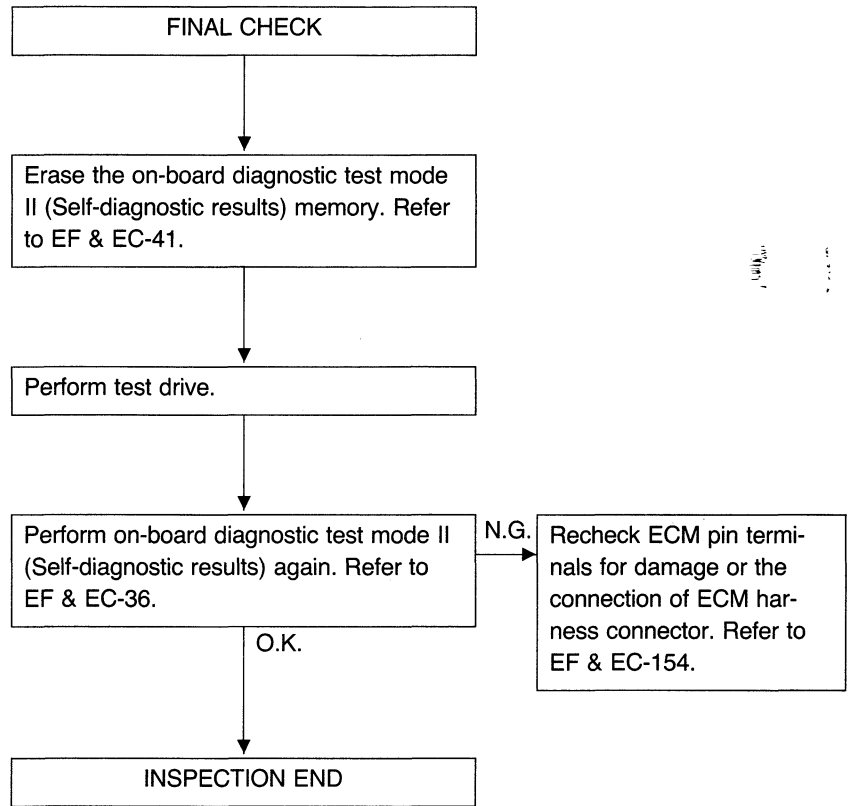 FINAL CHECK
Erase the on-board diagnostic test mode
II (Self-diagnostic results) memory. Refer
to EF & EC-41.
Perform test drive.
Perform on-board diagnostic test mode II
(Self-diagnostic results) again. Refer to
EF & EC-36.
N.G.
Recheck ECM pin termi-
nals for damage or the
connection of ECM har-
ness connector. Refer to
EF & EC-154.
O.K.
INSPECTION END